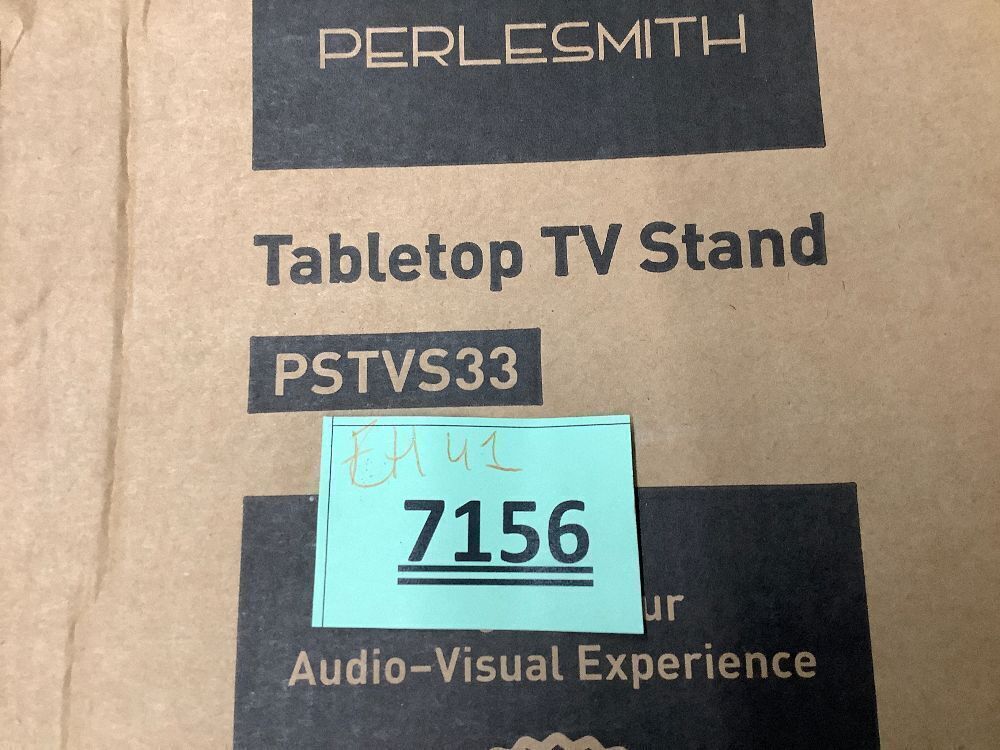 PERLESMITH
Tabletop TV Stand
PSTVS33
EH 41
7156
ur
Audio-Visual Experience